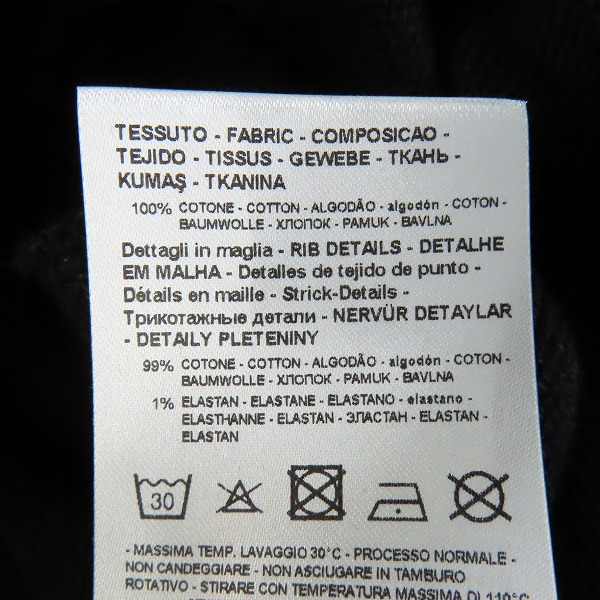 TESSUTO - FABRIC - COMPOSICAO -
TEJIDO - TISSUS - GEWEBE - ТКАНЬ -
KUMAŞ - TKANINA
100% COTONE - COTTON - ALGODÃO - algodón - COTON -
BAUMWOLLE - ХЛОПОК - PAMUK - BAVLNA
Dettagli in maglia - RIB DETAILS - DETALHE
EM MALHA - Detalles de tejido de punto -
Détails en maille - Strick-Details -
Трикотажные детали - NERVÜR DETAYLAR
- DETAILY PLETENINY
99% COTONE - COTTON - ALGODÃO - algodón - COTON -
BAUMWOLLE - ХЛОПОК - PAMUK - BAVLNA
1% ELASTAN - ELASTANE - ELASTANO - elastano -
ELASTHANNE - ELASTAN - ЭЛАСТАН - ELASTAN -
ELASTAN
30
- MASSIMA TEMP. LAVAGGIO 30°C - PROCESSO NORMALE -
NON CANDEGGIARE - NON ASCIUGARE IN TAMBURO
ROTATIVO - STIRARE CON TEMPERATURA MASSIMA DI 110°C